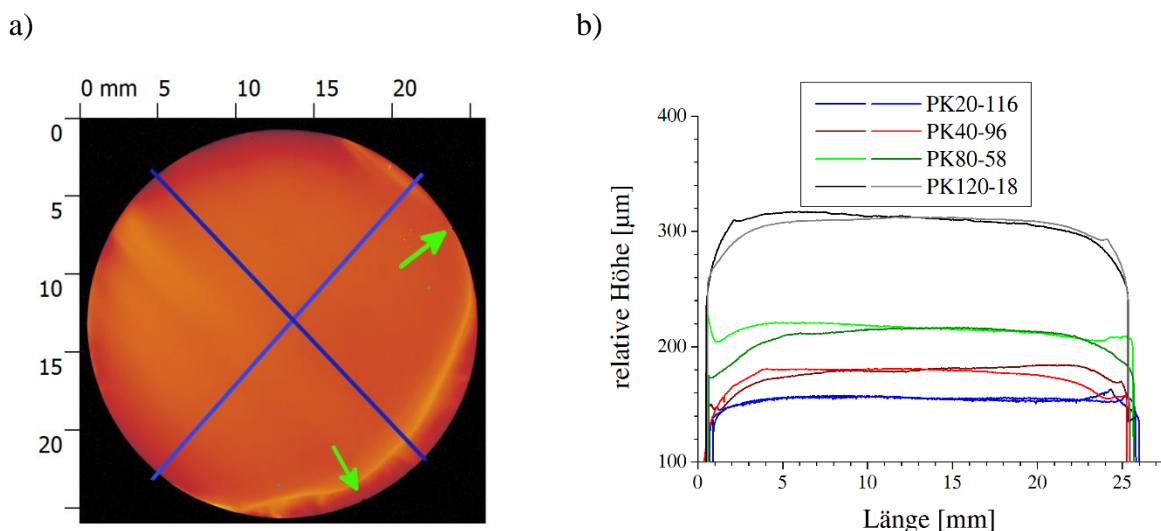 a)
b)
0 mm 5 10 15 20
0
5
10
15
20
400
300
200
100
relative Höhe [µm]
PK20-116
PK40-96
PK80-58
PK120-18
0 5 10 15 20 25
Länge [mm]